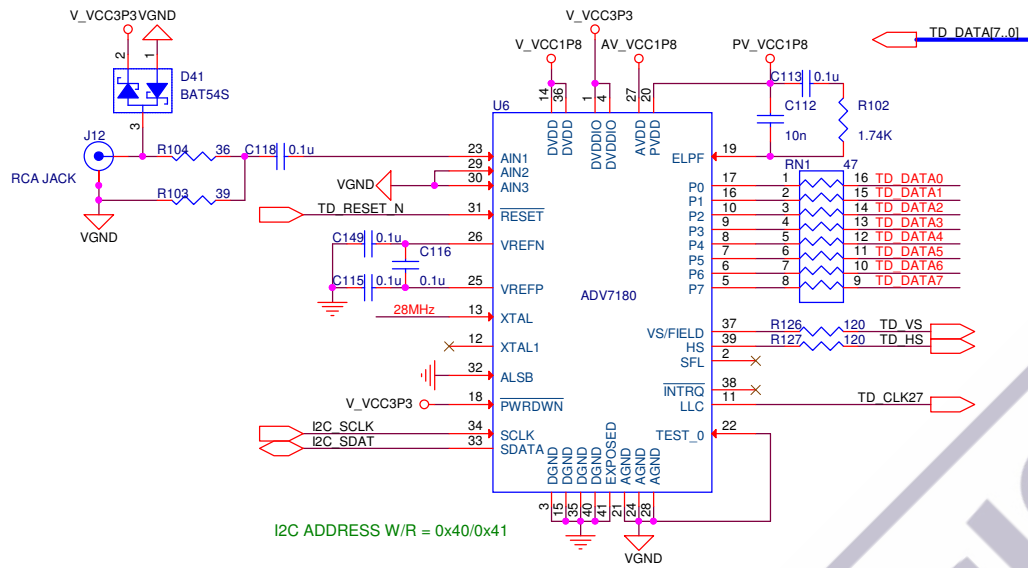 V_VCC3P3
V_VCC3P3 VGND
V_VCC1P8 AV_VCC1P8 PV_VCC1P8
TD_DATA[7..0]
2 1
D41
BAT54S
3
14 36 1 4 27 20
C113 0.1u
C112
10n
R102
1.74K
U6
DVDD DVDD DVDDIO DVDDIO AVDD PVDD
J12
RCA JACK
R104 36 C118 0.1u
R103 39
VGND
23 AIN1
29 AIN2
30 AIN3
VGND
TD_RESET_N 31 RESET
C149 0.1u 26 VREFN
C116
0.1u
C115 0.1u 25 VREFP
28MHz 13 XTAL
12 XTAL1
32 ALSB
V_VCC3P3 18 PWRDWN
I2C_SCLK 34 SCLK
I2C_SDAT 33 SDATA
ADV7180
ELPF 19
RN1 47
P0 17 1 16 TD_DATA0
P1 16 2 15 TD_DATA1
P2 10 3 14 TD_DATA2
P3 9 4 13 TD_DATA3
P4 8 5 12 TD_DATA4
P5 7 6 11 TD_DATA5
P6 6 7 10 TD_DATA6
P7 5 8 9 TD_DATA7
VS/FIELD 37 R126 120 TD_VS
HS 39 R127 120 TD_HS
SFL 2
INTRQ 38
LLC 11 TD_CLK27
TEST_0 22
DGND DGND DGND DGND EXPOSED AGND AGND AGND
3 15 35 40 41 21 24 28
VGND
I2C ADDRESS W/R = 0x40/0x41